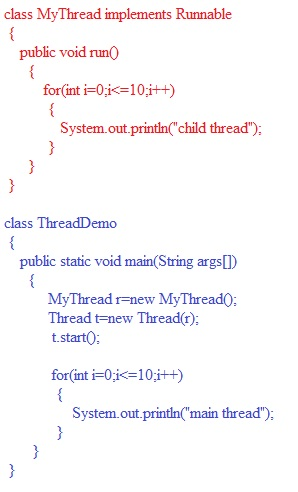 class MyThread implements Runnable
{
public void run()
{
for(int i=0;i<=10;i++)
{
System.out.println("child thread");
}
}
}
class ThreadDemo
{
public static void main(String args[])
{
MyThread r=new MyThread();
Thread t=new Thread(r);
t.start();
for(int i=0;i<=10;i++)
{
System.out.println("main thread");
}
}
}